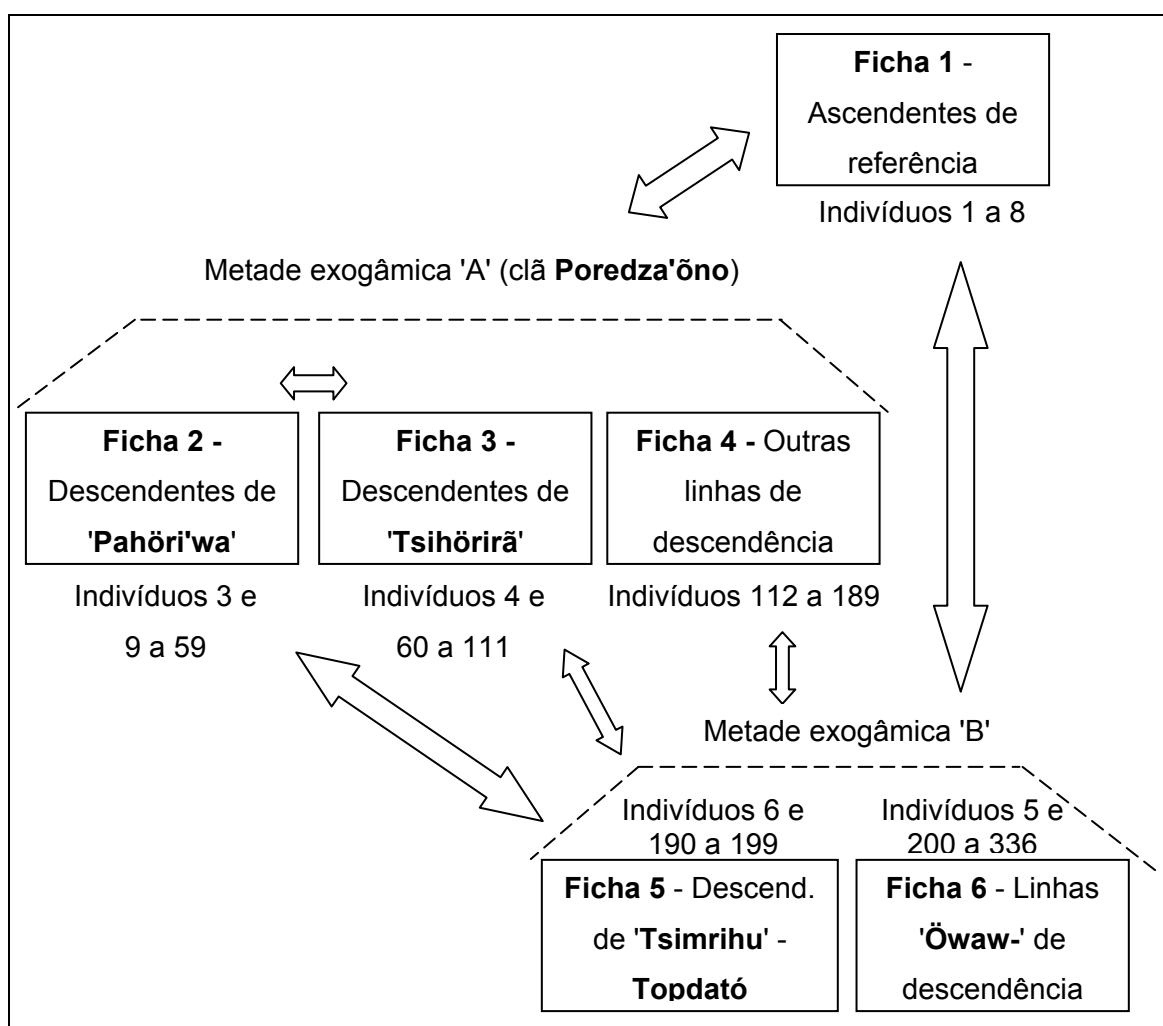 Ficha 1 -
Ascendentes de
referência
Indivíduos 1 a 8
Metade exogâmica 'A' (clã Poredza'õno)
Ficha 2 -
Descendentes de
'Pahöri'wa'
Indivíduos 3 e
9 a 59
Ficha 3 -
Descendentes de
'Tsihörirã'
Indivíduos 4 e
60 a 111
Ficha 4 - Outras
linhas de
descendência
Indivíduos 112 a 189
Metade exogâmica 'B'
Indivíduos 6 e
190 a 199
Ficha 5 - Descend.
de 'Tsimrihu' -
Topdató
Indivíduos 5 e
200 a 336
Ficha 6 - Linhas
'Öwaw-' de
descendência